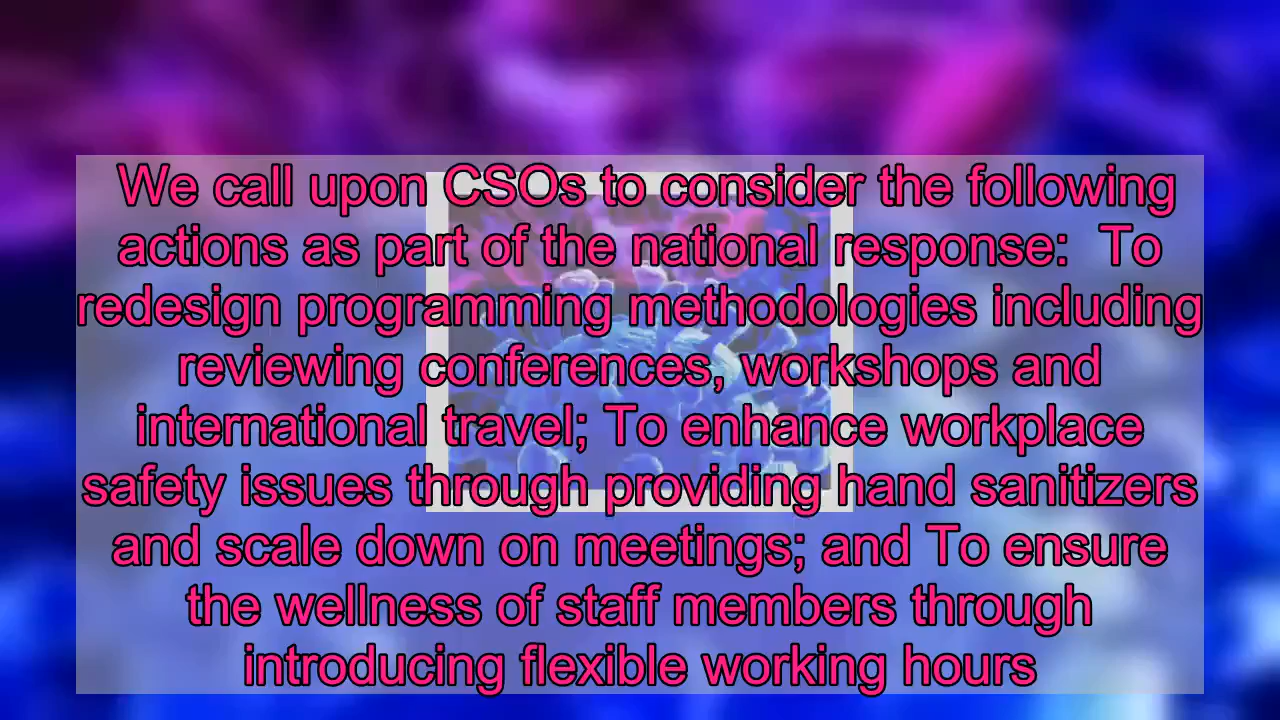 We call upon CSOs to consider the following
actions as part of the national response:  To
redesign programming methodologies including
reviewing conferences, workshops and
international travel; To enhance workplace
safety issues through providing hand sanitizers
and scale down on meetings; and To ensure
the wellness of staff members through
introducing flexible working hours